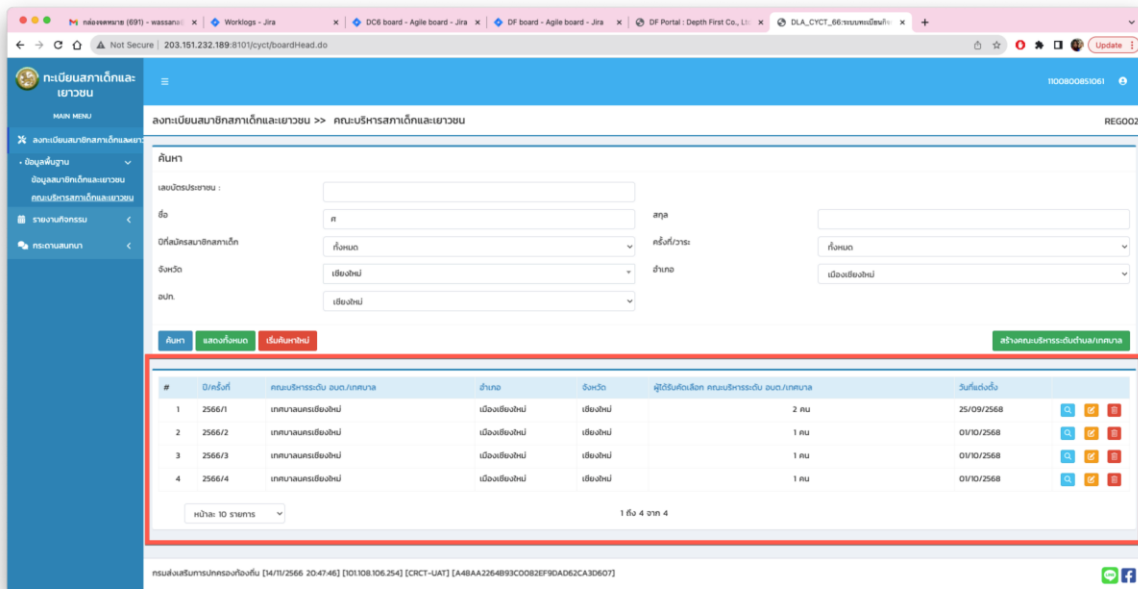 กล่องจดหมาย (691) - wassana
Worklogs - Jira
DC6 board - Agile board - Jira
DF board - Agile board - Jira
DF Portal : Depth First Co., Lt
DLA_CYCT_66:ระบบทะเบียนกิจ
Not Secure | 203.151.232.189:8101/cyct/boardHead.do
Update
ทะเบียนสภาเด็กและ
เยาวชน
1100800851061
MAIN MENU
ลงทะเบียนสมาชิกสภาเด็กและเยาวชน >> คณะบริหารสภาเด็กและเยาวชน
REG002
ลงทะเบียนสมาชิกสภาเด็กและเยาว
ข้อมูลพื้นฐาน
ข้อมูลสมาชิกเด็กและเยาวชน
คณะบริหารสภาเด็กและเยาวชน
รายงานกิจกรรม
กระดานสนทนา
ค้นหา
เลขบัตรประชาชน :
ชื่อ
ศ
สกุล
ปีที่สมัครสมาชิกสภาเด็ก
ทั้งหมด
ครั้งที่/วาระ
ทั้งหมด
จังหวัด
เชียงใหม่
อำเภอ
เมืองเชียงใหม่
อปท.
เชียงใหม่
ค้นหา
แสดงทั้งหมด
เริ่มค้นหาใหม่
สร้างคณะบริหารระดับตำบล/เทศบาล
# ปี/ครั้งที่ คณะบริหารระดับ อบต./เทศบาล อำเภอ จังหวัด ผู้ได้รับคัดเลือก คณะบริหารระดับ อบต./เทศบาล วันที่แต่งตั้ง
1 2566/1 เทศบาลนครเชียงใหม่ เมืองเชียงใหม่ เชียงใหม่ 2 คน 25/09/2568
2 2566/2 เทศบาลนครเชียงใหม่ เมืองเชียงใหม่ เชียงใหม่ 1 คน 01/10/2568
3 2566/3 เทศบาลนครเชียงใหม่ เมืองเชียงใหม่ เชียงใหม่ 1 คน 01/10/2568
4 2566/4 เทศบาลนครเชียงใหม่ เมืองเชียงใหม่ เชียงใหม่ 1 คน 01/10/2568
หน้าละ 10 รายการ
1 ถึง 4 จาก 4
กรมส่งเสริมการปกครองท้องถิ่น [14/11/2566 20:47:46] [101.108.106.254] [CRCT-UAT] [A4BAA2264B93C0082EF9DAD62CA3D607]